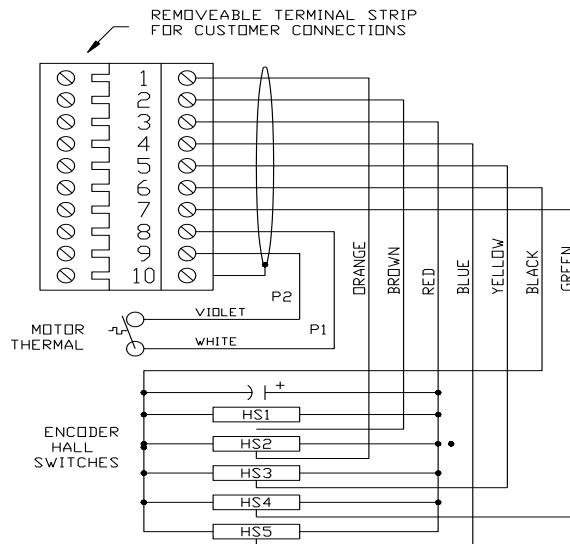 REMOVEABLE TERMINAL STRIP
FOR CUSTOMER CONNECTIONS
1
2
3
4
5
6
7
8
9
10
ORANGE
BROWN
RED
BLUE
YELLOW
BLACK
GREEN
P2
VIOLET
P1
MOTOR
THERMAL
WHITE
+
HS1
ENCODER
HALL
SWITCHES
HS2
HS3
HS4
HS5